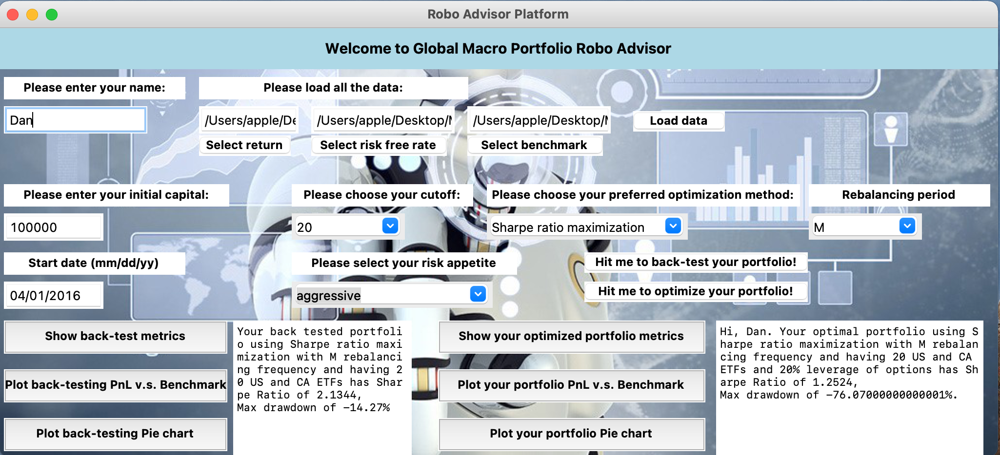 Robo Advisor Platform
Welcome to Global Macro Portfolio Robo Advisor
Please enter your name:
Please load all the data:
Dan
/Users/apple/De
/Users/apple/Desktop/M
/Users/apple/Desktop/M
Load data
Select return
Select risk free rate
Select benchmark
Please enter your initial capital:
Please choose your cutoff:
Please choose your preferred optimization method:
Rebalancing period
100000
20
Sharpe ratio maximization
M
Start date (mm/dd/yy)
Please select your risk appetite
Hit me to back-test your portfolio!
04/01/2016
aggressive
Hit me to optimize your portfolio!
Show back-test metrics
Plot back-testing PnL v.s. Benchmark
Plot back-testing Pie chart
Your back tested portfoli
o using Sharpe ratio maxi
mization with M rebalanci
ng frequency and having 2
0 US and CA ETFs has Shar
pe Ratio of 2.1344,
Max drawdown of -14.27%
Show your optimized portfolio metrics
Plot your portfolio PnL v.s. Benchmark
Plot your portfolio Pie chart
Hi, Dan. Your optimal portfolio using S
harpe ratio maximization with M rebalan
cing frequency and having 20 US and CA
ETFs and 20% leverage of options has Sh
arpe Ratio of 1.2524,
Max drawdown of -76.07000000000001%.